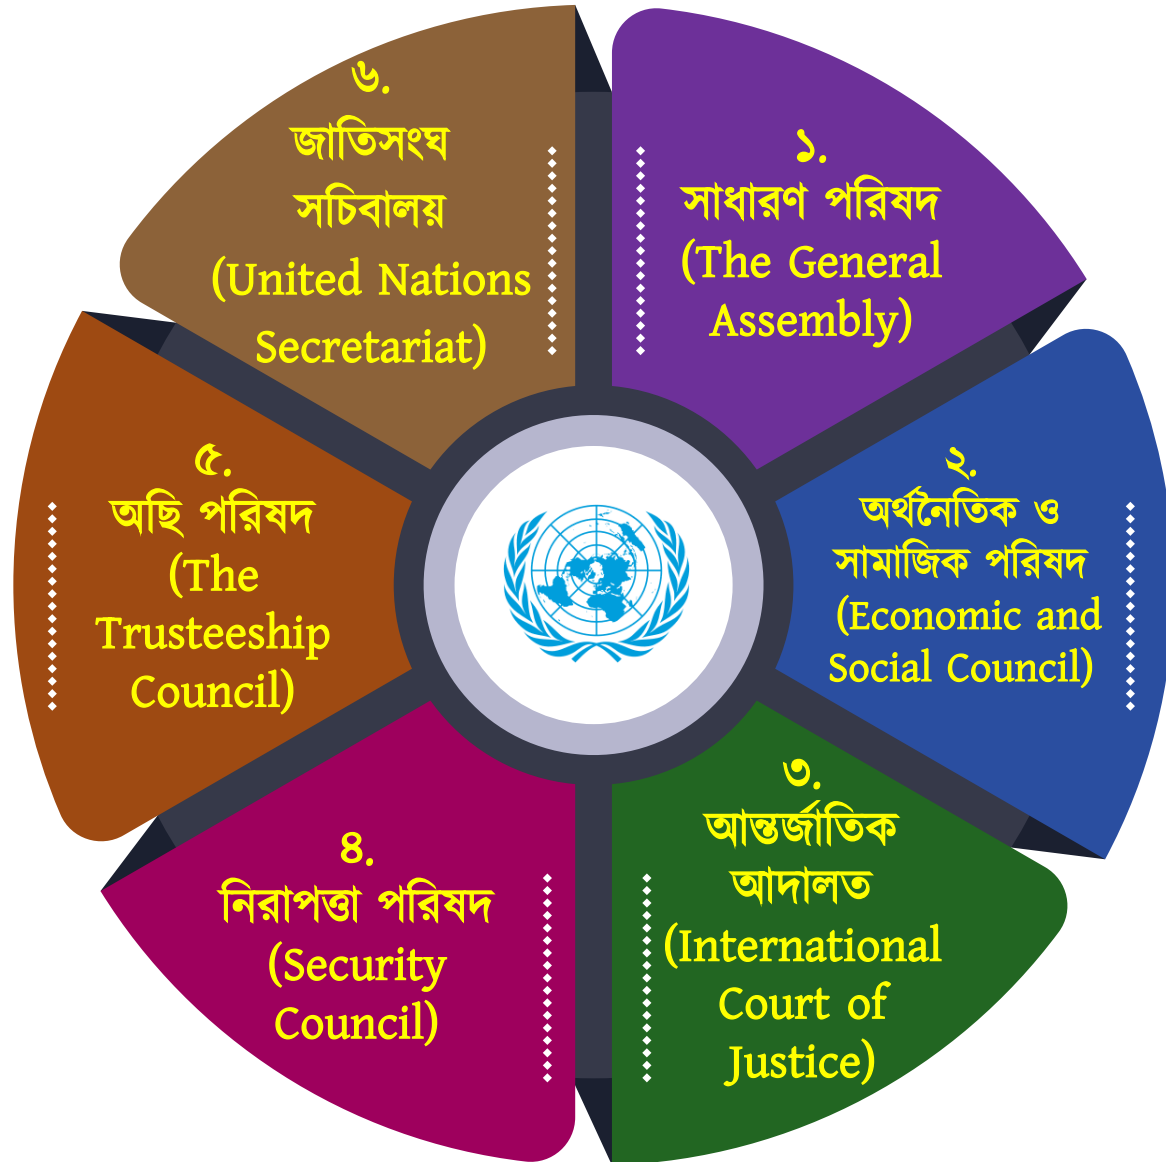 ১.
সাধারণ পরিষদ
(The General
Assembly)
২.
অর্থনৈতিক ও
সামাজিক পরিষদ
(Economic and
Social Council)
৩.
আন্তর্জাতিক
আদালত
(International
Court of
Justice)
৪.
নিরাপত্তা পরিষদ
(Security
Council)
৫.
অছি পরিষদ
(The
Trusteeship
Council)
৬.
জাতিসংঘ
সচিবালয়
(United Nations
Secretariat)